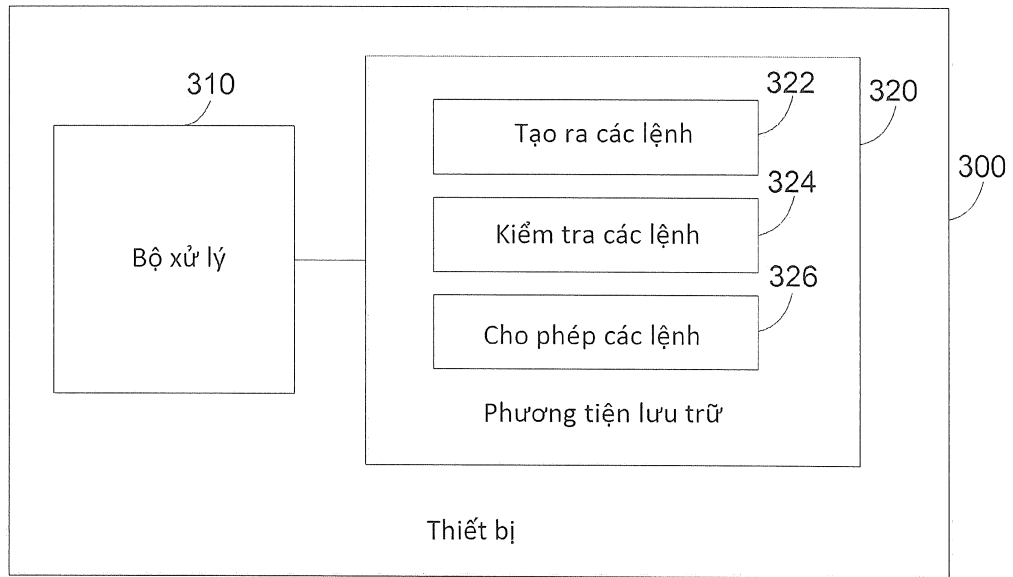 310
322
320
Tạo ra các lệnh
300
324
Kiểm tra các lệnh
Bộ xử lý
326
Cho phép các lệnh
Phương tiện lưu trữ
Thiết bị